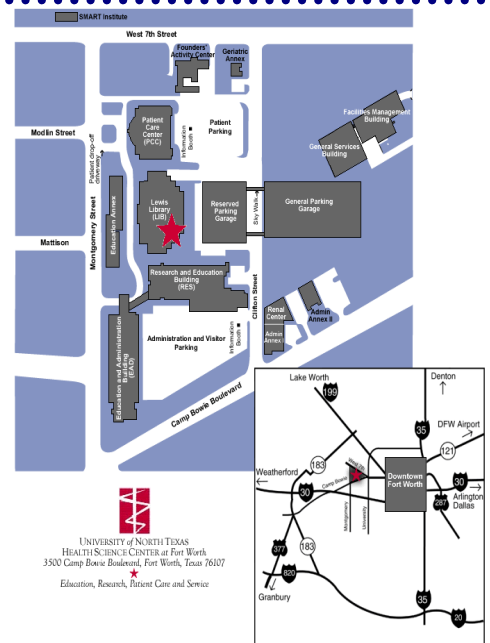 SMART Institute
West 7th Street
Founders'
Activity Center
Geriatric
Annex
Facilities Management
Building
General Services
Building
Patient
Care
Center
(PCC)
Information
Booth
Patient
Parking
Modlin Street
Patient drop-off
driveway
Montgomery Street
Education Annex
Lewis
Library
(LIB)
Reserved
Parking
Garage
Sky Walk
General Parking
Garage
Mattison
Research and Education
Building
(RES)
Clifton Street
Renal
Center
Admin
Annex I
Admin
Annex II
Education and Administration
Building
(EAD)
Administration and Visitor
Parking
Information
Booth
Camp Bowie Boulevard
Lake Worth
199
Denton
35
DFW Airport
121
183
West 7th
Weatherford
Camp Bowie
Downtown
Fort Worth
30
30
Arlington
Dallas
287
Montgomery
University
377
183
820
Granbury
35
20
UNIVERSITY of NORTH TEXAS
HEALTH SCIENCE CENTER at Fort Worth
3500 Camp Bowie Boulevard, Fort Worth, Texas 76107
Education, Research, Patient Care and Service